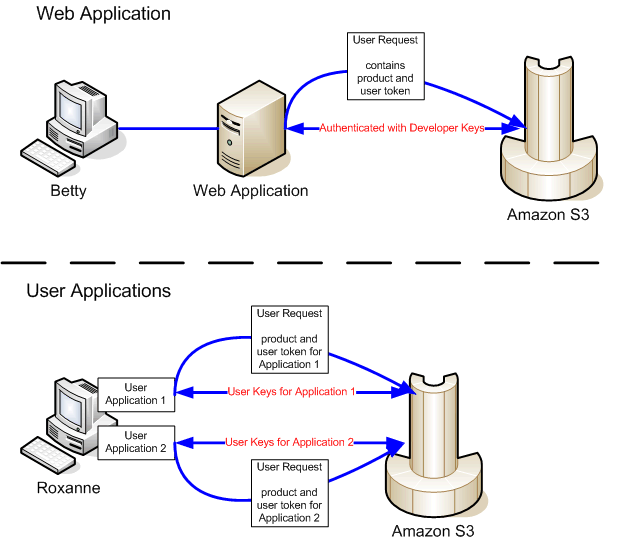 Web Application
User Request
contains
product and
user token
Authenticated with Developer Keys
Betty
Web Application
Amazon S3
User Applications
User Request
product and
user token for
Application 1
User
Application 1
User Keys for Application 1
User
Application 2
User Keys for Application 2
User Request
product and
user token for
Application 2
Roxanne
Amazon S3